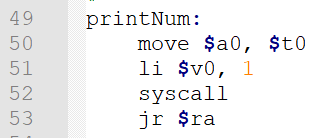 49 printNum:
50 move $a0, $t0
51 li $v0, 1
52 syscall
53 jr $ra